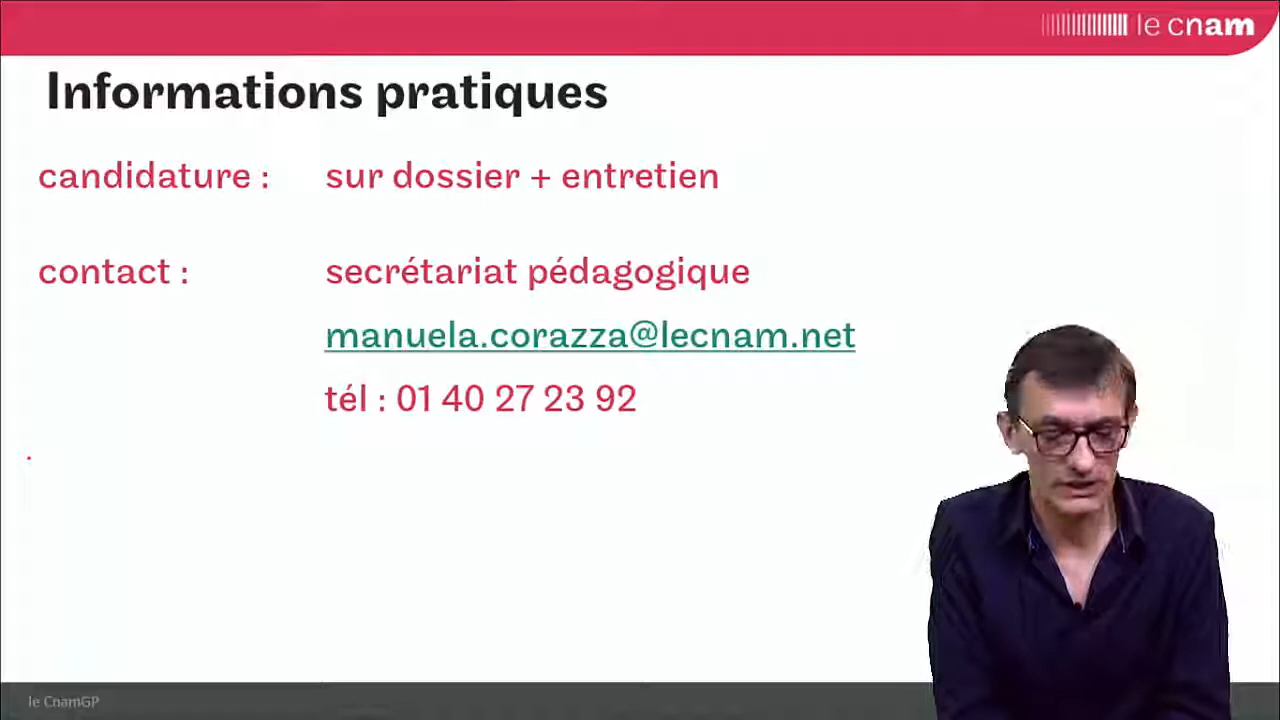 le cnam
Informations pratiques
candidature : sur dossier + entretien
contact : secrétariat pédagogique
manuela.corazza@lecnam.net
tél : 01 40 27 23 92
le CnamGP